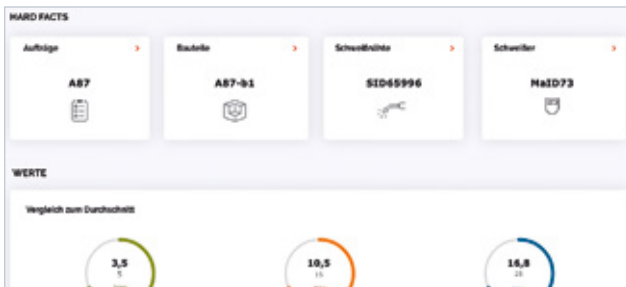 HARD FACTS
Aufträge > Bauteile > Schweißnähte > Schweißer >
A87 A87-b1 SID65996 MaID73
WERTE
Vergleich zum Durchschnitt
3,5 10,5 16,8
5 15 28